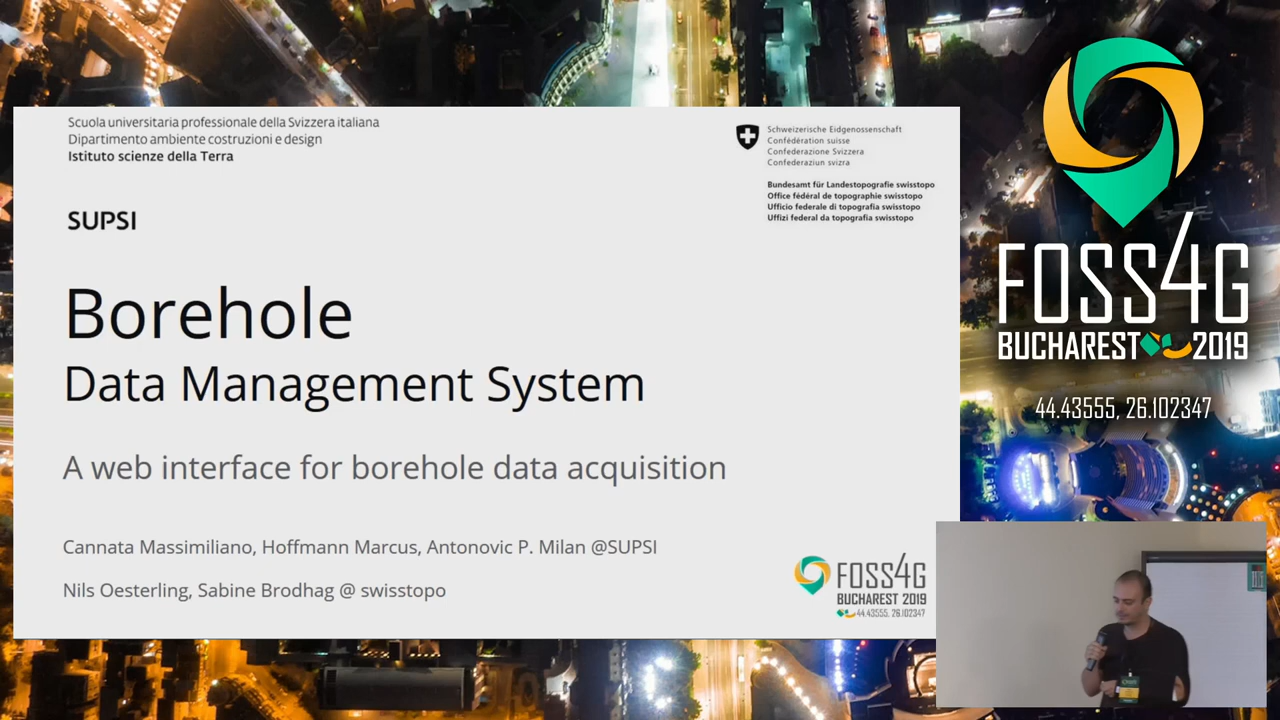 Scuola universitaria professionale della Svizzera italiana
Dipartimento ambiente costruzioni e design
Istituto scienze della Terra
SUPSI
Schweizerische Eidgenossenschaft
Confédération suisse
Confederazione Svizzera
Confederaziun svizra
Bundesamt für Landestopografie swisstopo
Office fédéral de topographie swisstopo
Ufficio federale di topografia swisstopo
Uffizi federal da topografia swisstopo
Borehole
Data Management System
A web interface for borehole data acquisition
Cannata Massimiliano, Hoffmann Marcus, Antonovic P. Milan @SUPSI
Nils Oesterling, Sabine Brodhag @ swisstopo
FOSS4G
BUCHAREST 2019
44.43555, 26.102347
FOSS4G
BUCHAREST 2019
44.43555, 26.102347